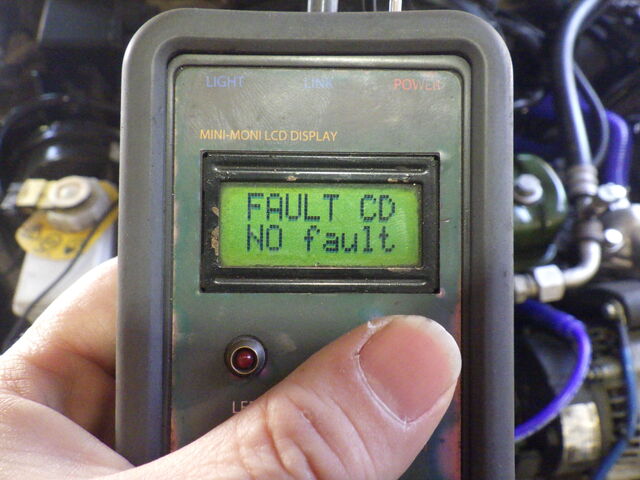 LIGHT LINK POWER
MINI-MONI LCD DISPLAY
FAULT CD
NO fault